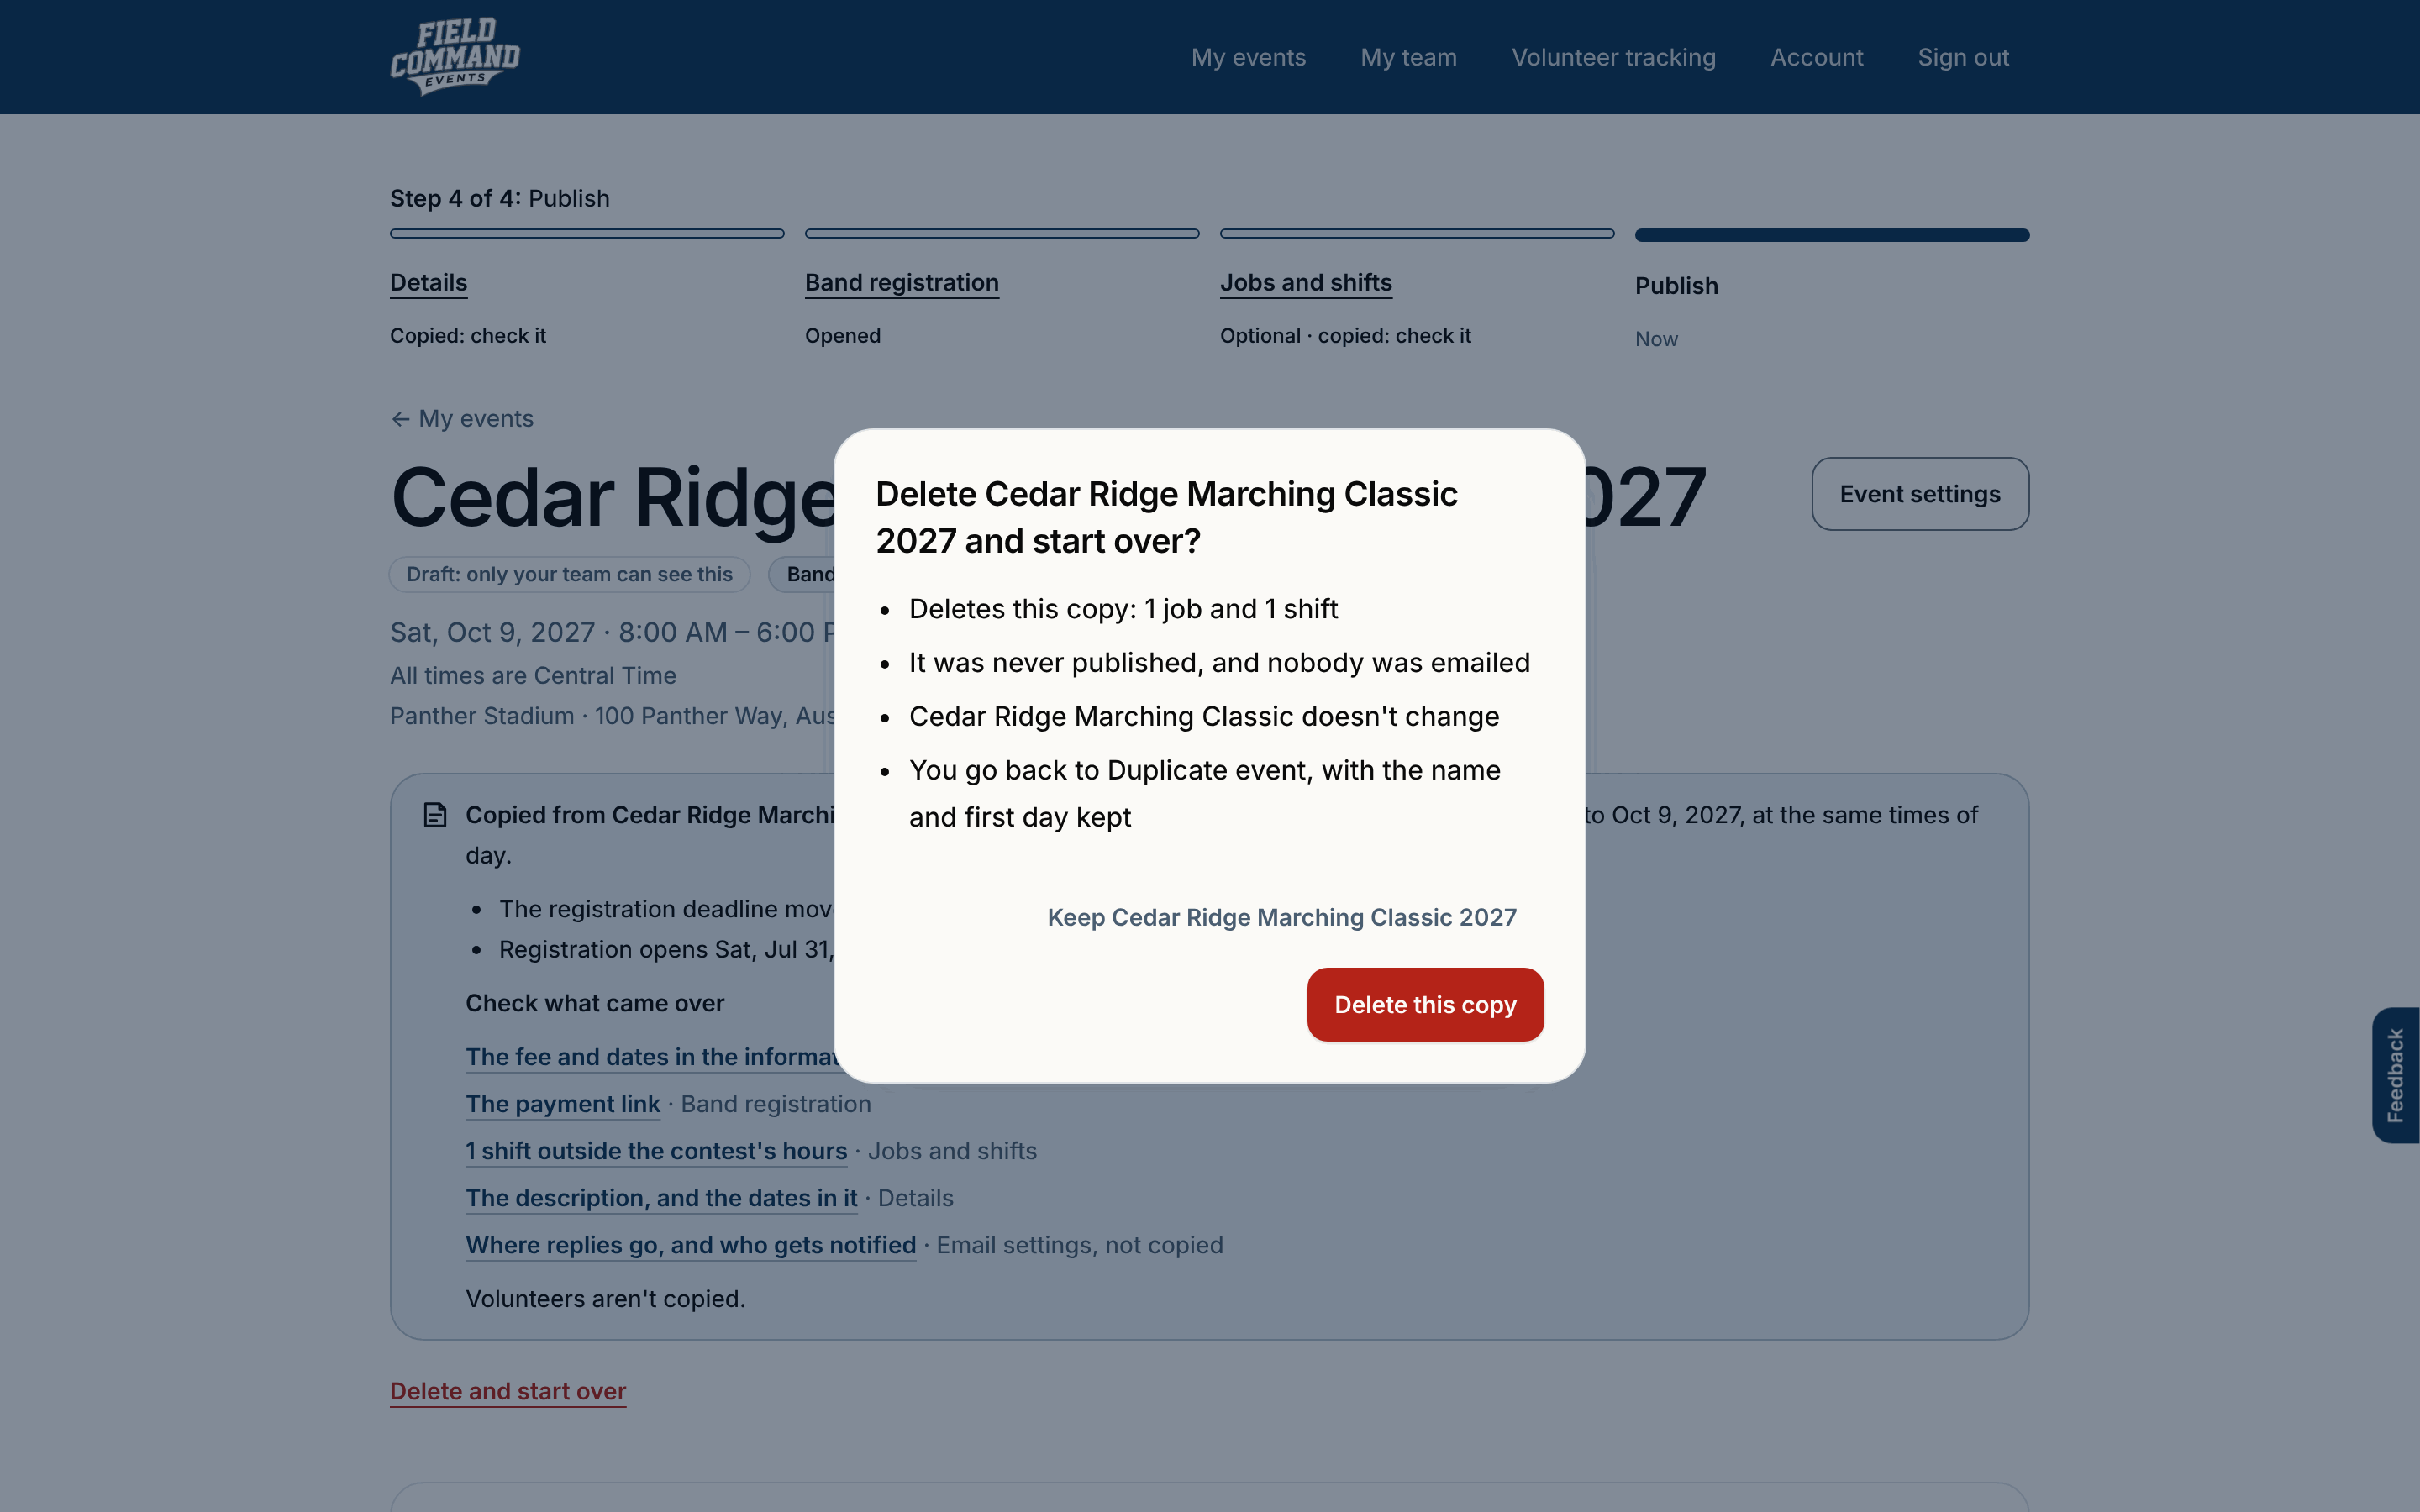 FIELD
COMMAND
EVENTS
My events
My team
Volunteer tracking
Account
Sign out
Step 4 of 4: Publish
Details
Band registration
Jobs and shifts
Publish
Copied: check it
Opened
Optional · copied: check it
Now
← My events
Cedar Ridge
027
Event settings
Draft: only your team can see this
Band
Sat, Oct 9, 2027 · 8:00 AM – 6:00
All times are Central Time
Panther Stadium · 100 Panther Way,
Delete Cedar Ridge Marching Classic
2027 and start over?
• Deletes this copy: 1 job and 1 shift
• It was never published, and nobody was emailed
• Cedar Ridge Marching Classic doesn't change
• You go back to Duplicate event, with the name
and first day kept
Keep Cedar Ridge Marching Classic 2027
Delete this copy
Copied from Cedar Ridge
to Oct 9, 2027, at the same times of
day.
• The registration deadline
• Registration opens Sat, Jul 31,
Check what came over
The fee and dates in the
The payment link · Band registration
1 shift outside the contest's hours · Jobs and shifts
The description, and the dates in it · Details
Where replies go, and who gets notified · Email settings, not copied
Volunteers aren't copied.
Delete and start over
Feedback